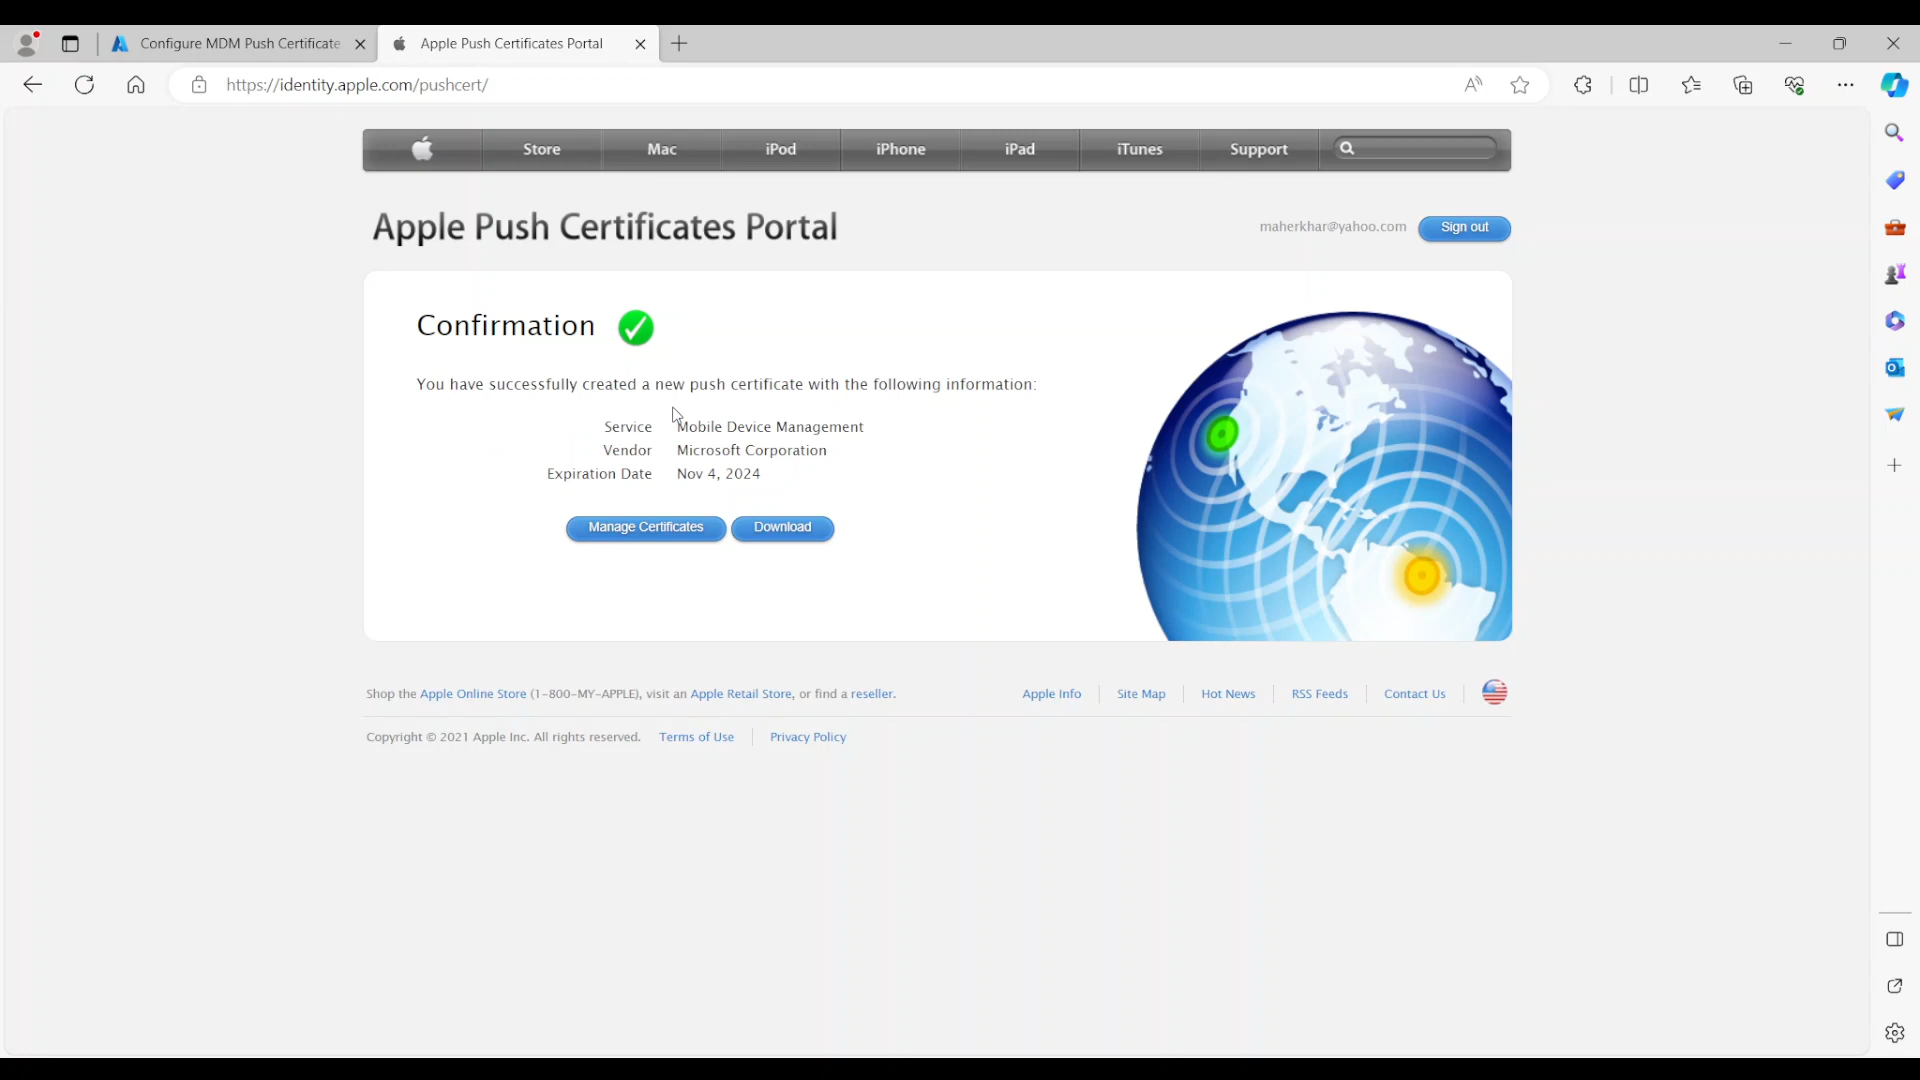 Configure MDM Push Certificate
Apple Push Certificates Portal
https://identity.apple.com/pushcert/
Store Mac iPod iPhone iPad iTunes Support
Apple Push Certificates Portal
maherkhar@yahoo.com Sign out
Confirmation
You have successfully created a new push certificate with the following information:
Service Mobile Device Management
Vendor Microsoft Corporation
Expiration Date Nov 4, 2024
Manage Certificates Download
Shop the Apple Online Store (1-800-MY-APPLE), visit an Apple Retail Store, or find a reseller.
Apple Info Site Map Hot News RSS Feeds Contact Us
Copyright © 2021 Apple Inc. All rights reserved. Terms of Use Privacy Policy